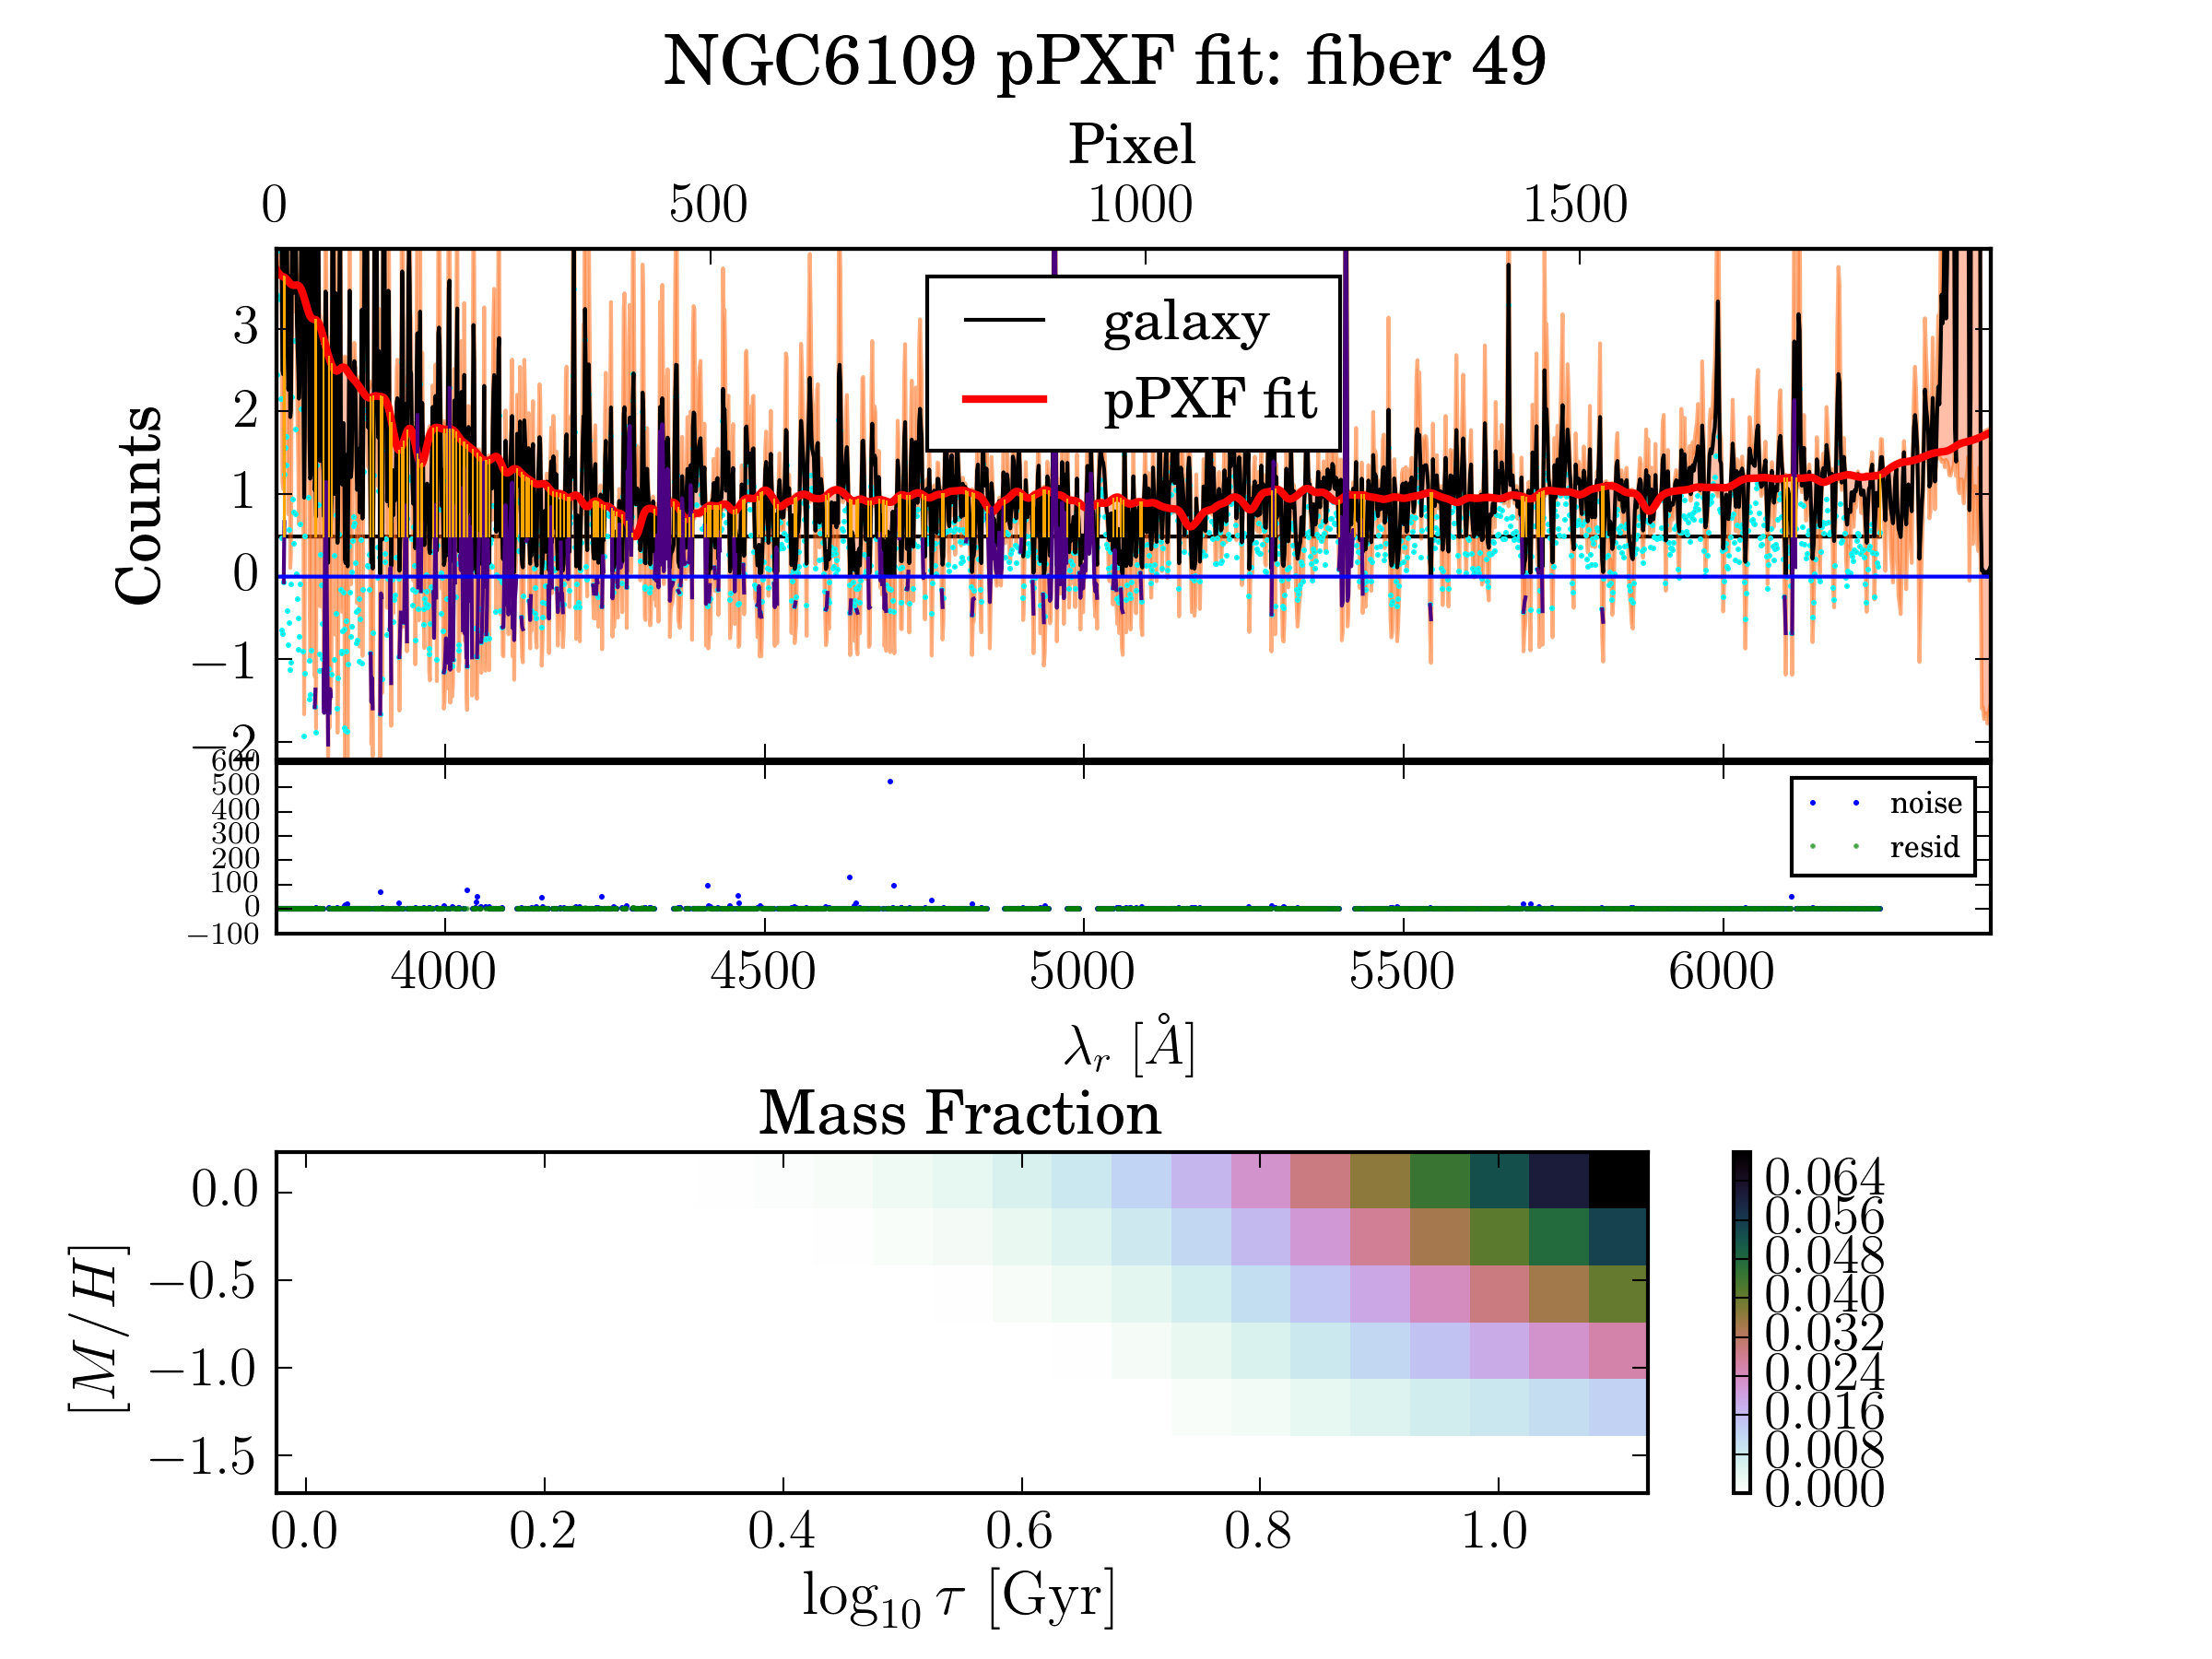 NGC6109 pPXF fit: fiber 49
Pixel
0 500 1000 1500
galaxy
pPXF fit
Counts
3
2
1
0
−1
−2
600
500
400
300
200
100
0
−100
noise
resid
4000 4500 5000 5500 6000
λr [Å]
Mass Fraction
[M/H]
0.0
−0.5
−1.0
−1.5
0.0 0.2 0.4 0.6 0.8 1.0
log10 τ [Gyr]
0.064
0.056
0.048
0.040
0.032
0.024
0.016
0.008
0.000